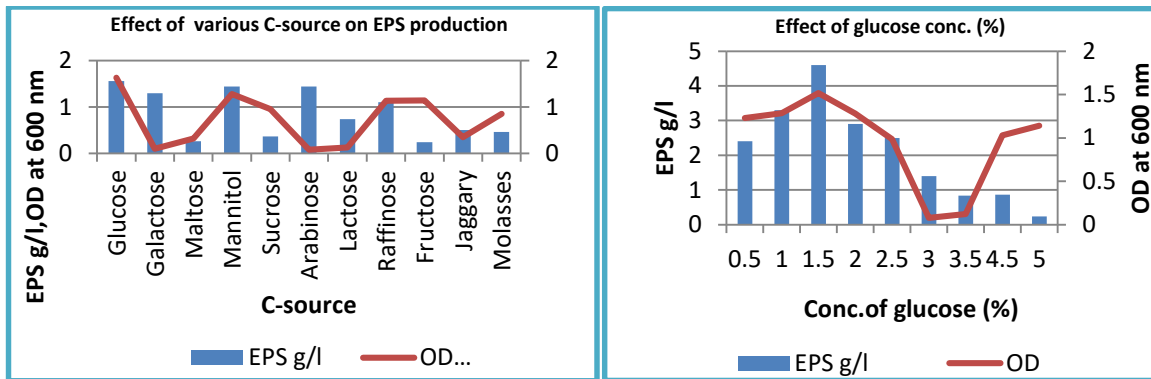 Effect of various C-source on EPS production
EPS g/l,OD at 600 nm
2
1
0
2
1
0
Glucose
Galactose
Maltose
Mannitol
Sucrose
Arabinose
Lactose
Raffinose
Fructose
Jaggary
Molasses
C-source
EPS g/l
OD...
Effect of glucose conc. (%)
EPS g/l
5
4
3
2
1
0
2
1.5
1
0.5
0
OD at 600 nm
0.5 1 1.5 2 2.5 3 3.5 4.5 5
Conc.of glucose (%)
EPS g/l
OD